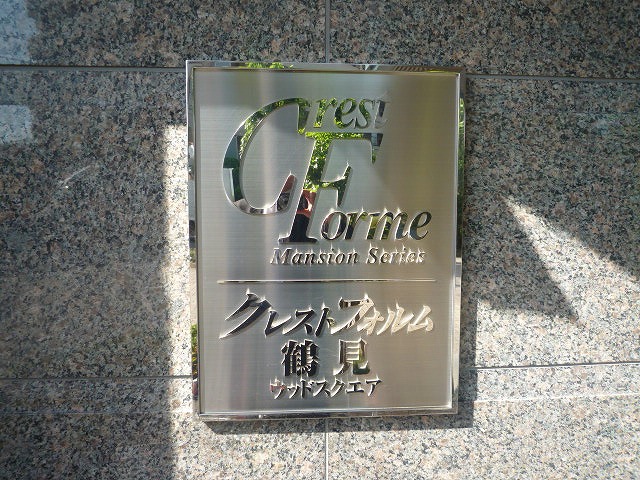 Crest
Forme
Mansion Series
クレストフォルム
鶴見
ウッドスクエア